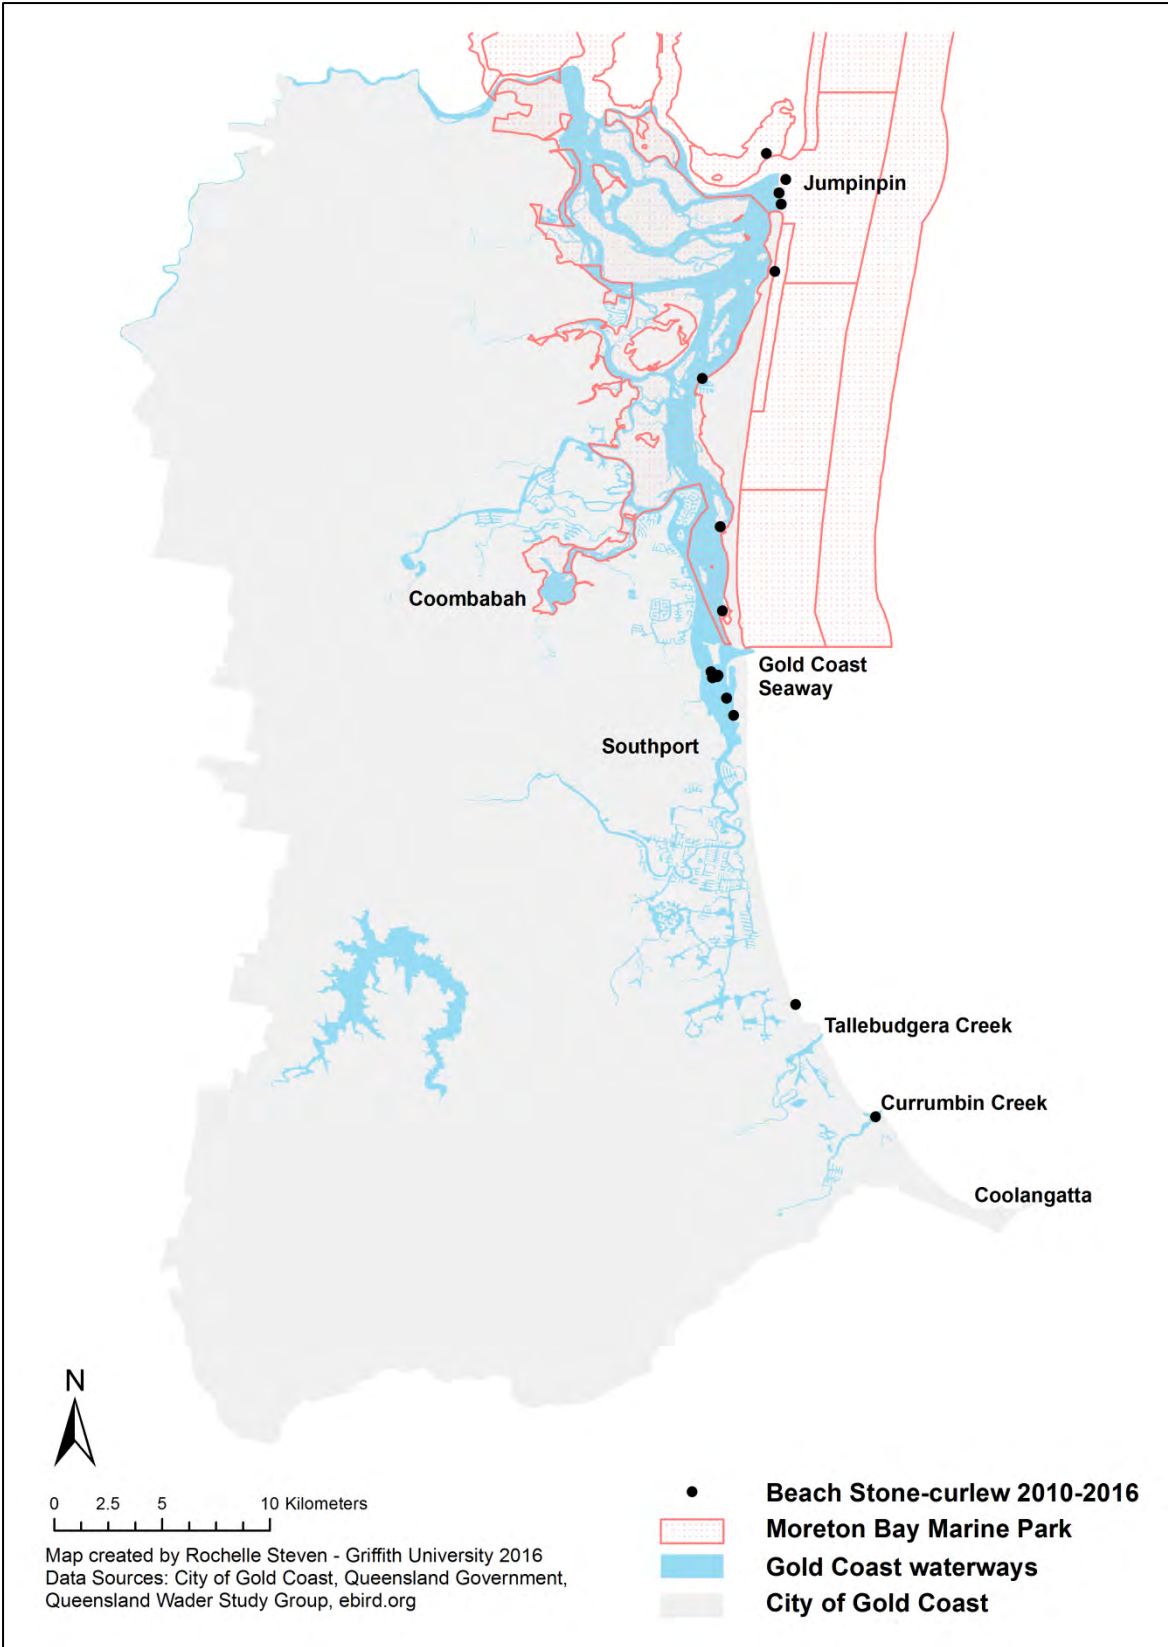 Jumpinpin
Coombabah
Gold Coast
Seaway
Southport
Tallebudgera Creek
Currumbin Creek
Coolangatta
N
0 2.5 5 10 Kilometers
Map created by Rochelle Steven - Griffith University 2016
Data Sources: City of Gold Coast, Queensland Government,
Queensland Wader Study Group, ebird.org
Beach Stone-curlew 2010-2016
Moreton Bay Marine Park
Gold Coast waterways
City of Gold Coast